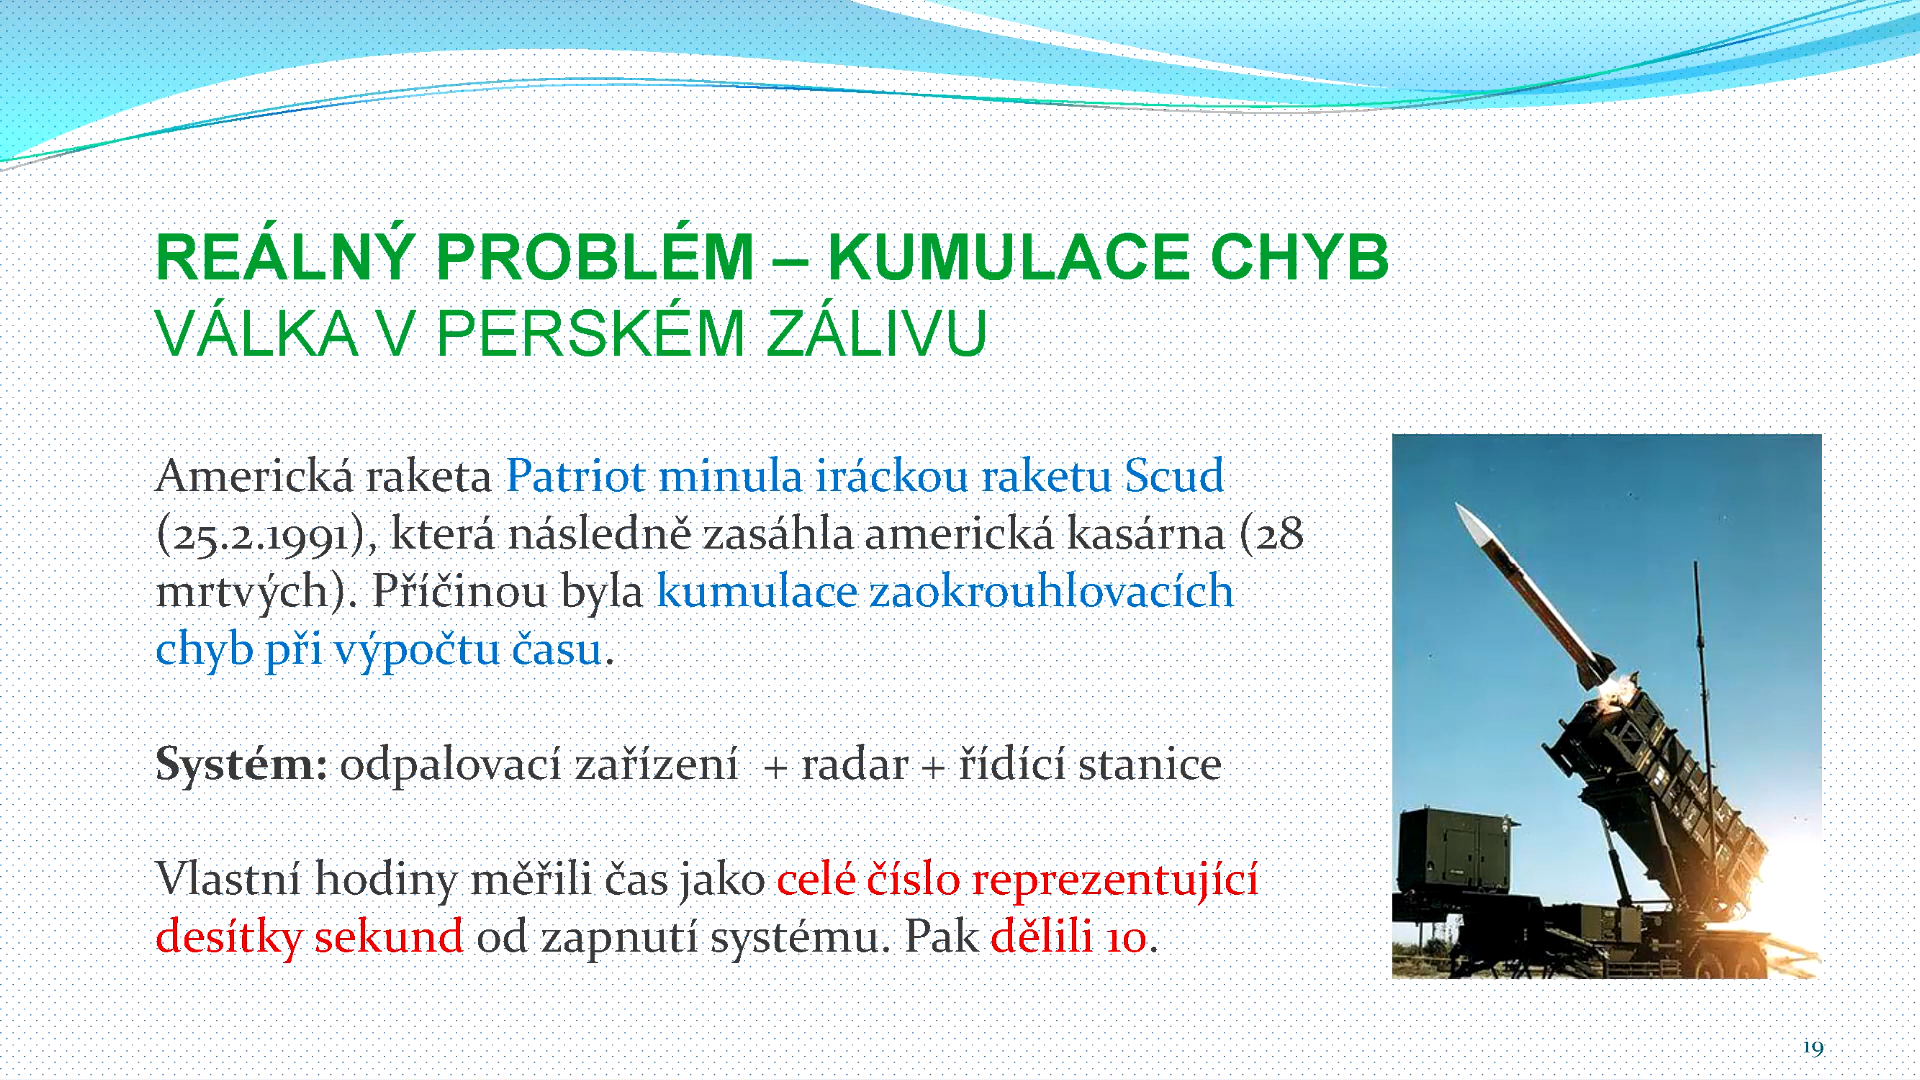 REÁLNÝ PROBLÉM – KUMULACE CHYB
VÁLKA V PERSKÉM ZÁLIVU
Americká raketa Patriot minula iráckou raketu Scud
(25.2.1991), která následně zasáhla americká kasárna (28
mrtvých). Příčinou byla kumulace zaokrouhlovacích
chyb při výpočtu času.
Systém: odpalovací zařízení + radar + řídící stanice
Vlastní hodiny měřili čas jako celé číslo reprezentující
desítky sekund od zapnutí systému. Pak dělili 10.
19